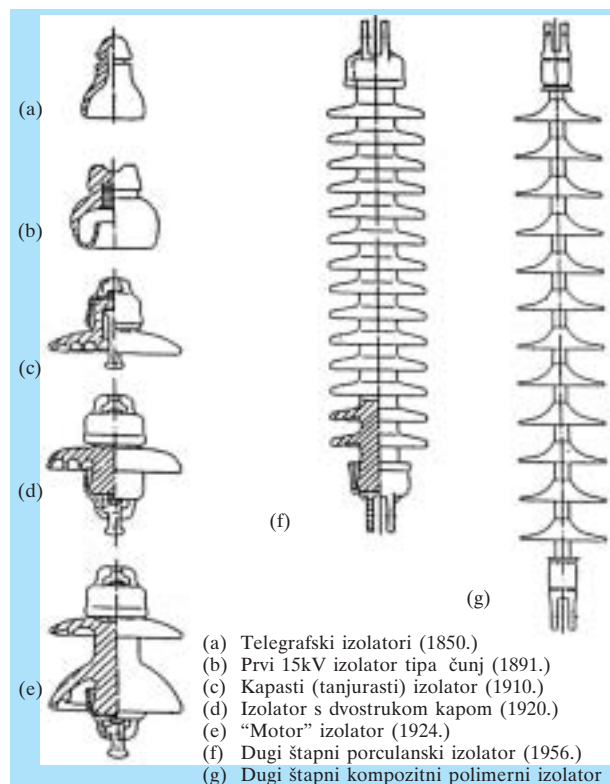 (a)
(b)
(c)
(d)
(e)
(f)
(g)
(a) Telegrafski izolatori (1850.)
(b) Prvi 15kV izolator tipa čunj (1891.)
(c) Kapasti (tanjurasti) izolator (1910.)
(d) Izolator s dvostrukom kapom (1920.)
(e) “Motor” izolator (1924.)
(f) Dugi štapni porculanski izolator (1956.)
(g) Dugi štapni kompozitni polimerni izolator